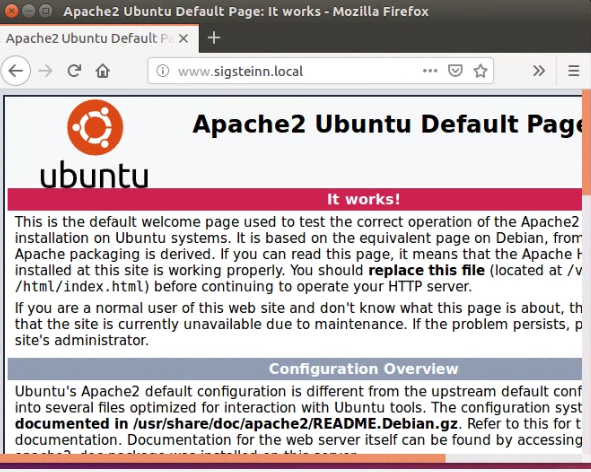 Apache2 Ubuntu Default Page: It works - Mozilla Firefox
Apache2 Ubuntu Default Pa
www.sigsteinn.local
Apache2 Ubuntu Default Page
ubuntu
It works!
This is the default welcome page used to test the correct operation of the Apache2
installation on Ubuntu systems. It is based on the equivalent page on Debian, from
Apache packaging is derived. If you can read this page, it means that the Apache H
installed at this site is working properly. You should replace this file (located at /v
/html/index.html) before continuing to operate your HTTP server.
If you are a normal user of this web site and don't know what this page is about, th
that the site is currently unavailable due to maintenance. If the problem persists, p
site's administrator.
Configuration Overview
Ubuntu's Apache2 default configuration is different from the upstream default conf
into several files optimized for interaction with Ubuntu tools. The configuration syst
documented in /usr/share/doc/apache2/README.Debian.gz. Refer to this for t
documentation. Documentation for the web server itself can be found by accessing
apache2-doc package was installed on this server.